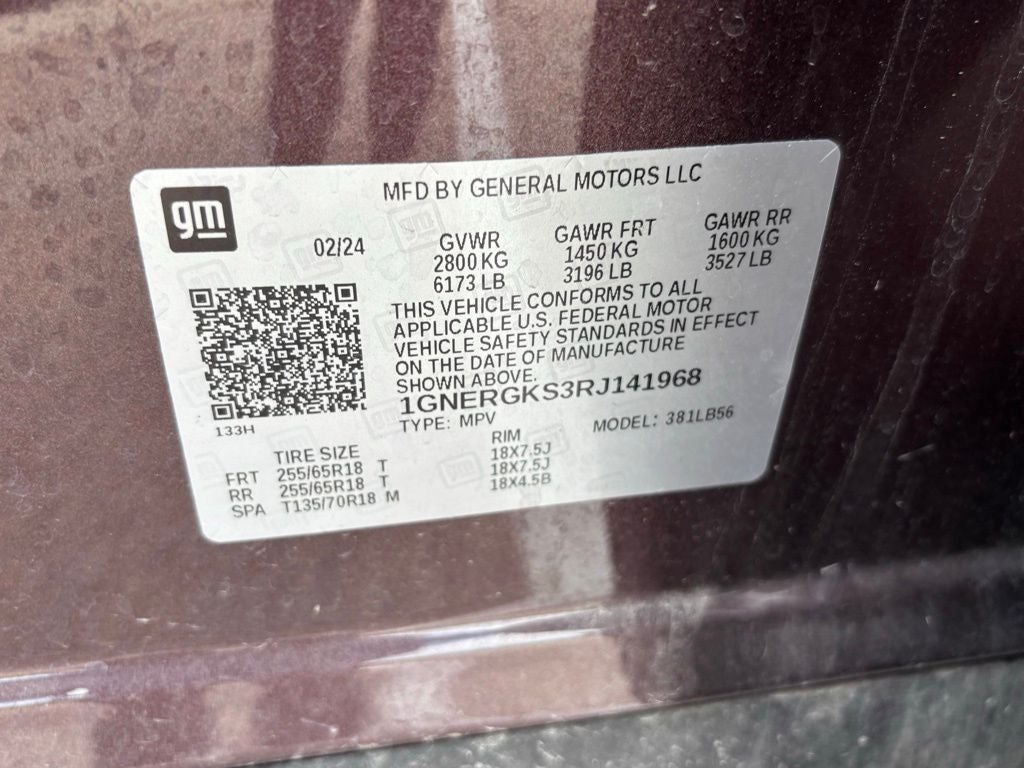 gm
MFD BY GENERAL MOTORS LLC
02/24
GVWR
2800 KG
6173 LB
GAWR FRT
1450 KG
3196 LB
GAWR RR
1600 KG
3527 LB
THIS VEHICLE CONFORMS TO ALL
APPLICABLE U.S. FEDERAL MOTOR
VEHICLE SAFETY STANDARDS IN EFFECT
ON THE DATE OF MANUFACTURE
SHOWN ABOVE.
1GNERGKS3RJ141968
TYPE: MPV MODEL: 381LB56
133H
TIRE SIZE RIM
FRT 255/65R18 T 18X7.5J
RR 255/65R18 T 18X7.5J
SPA T135/70R18 M 18X4.5B